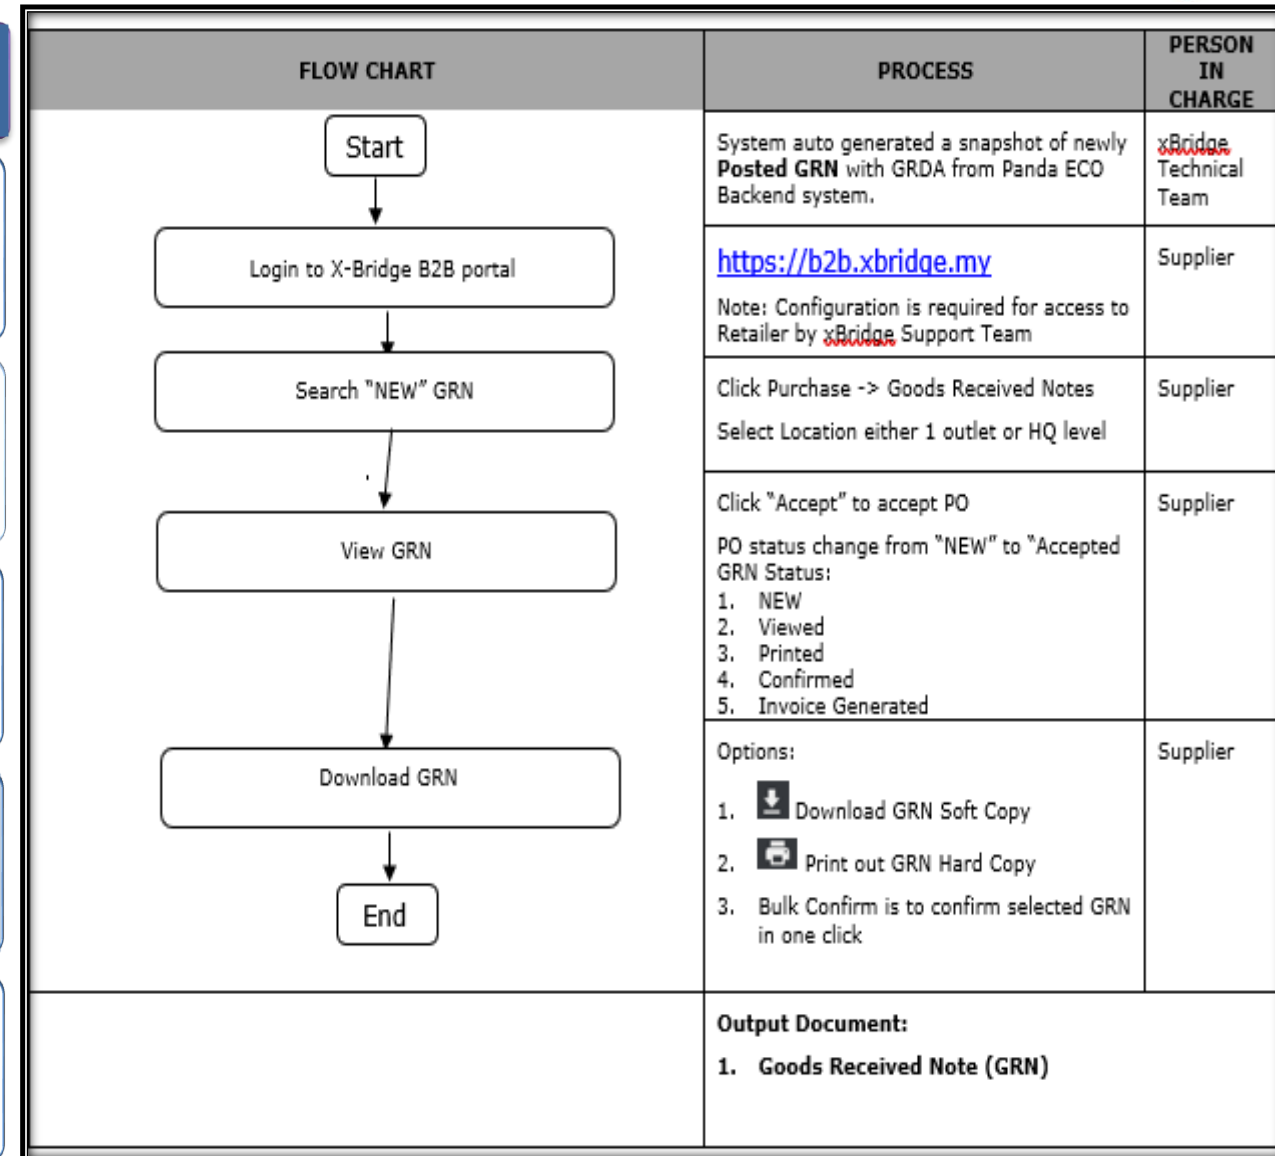 FLOW CHART
PROCESS
PERSON
IN
CHARGE
Start
System auto generated a snapshot of newly
Posted GRN with GRDA from Panda ECO
Backend system.
xBridge
Technical
Team
Login to X-Bridge B2B portal
https://b2b.xbridge.my
Note: Configuration is required for access to
Retailer by xBridge Support Team
Supplier
Search “NEW” GRN
Click Purchase -> Goods Received Notes
Select Location either 1 outlet or HQ level
Supplier
View GRN
Click “Accept” to accept PO
PO status change from “NEW” to “Accepted
GRN Status:
1. NEW
2. Viewed
3. Printed
4. Confirmed
5. Invoice Generated
Supplier
Download GRN
Options:
1. Download GRN Soft Copy
2. Print out GRN Hard Copy
3. Bulk Confirm is to confirm selected GRN
in one click
Supplier
End
Output Document:
1. Goods Received Note (GRN)